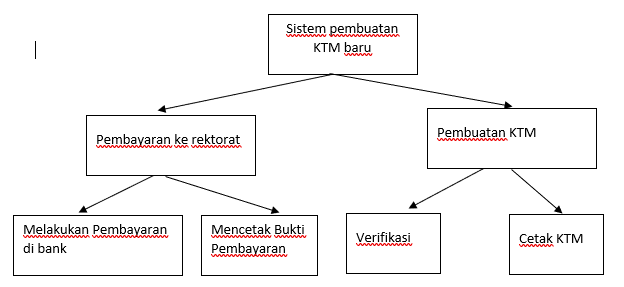 Sistem pembuatan
KTM baru
Pembayaran ke rektorat
Pembuatan KTM
Melakukan Pembayaran
di bank
Mencetak Bukti
Pembayaran
Verifikasi
Cetak KTM